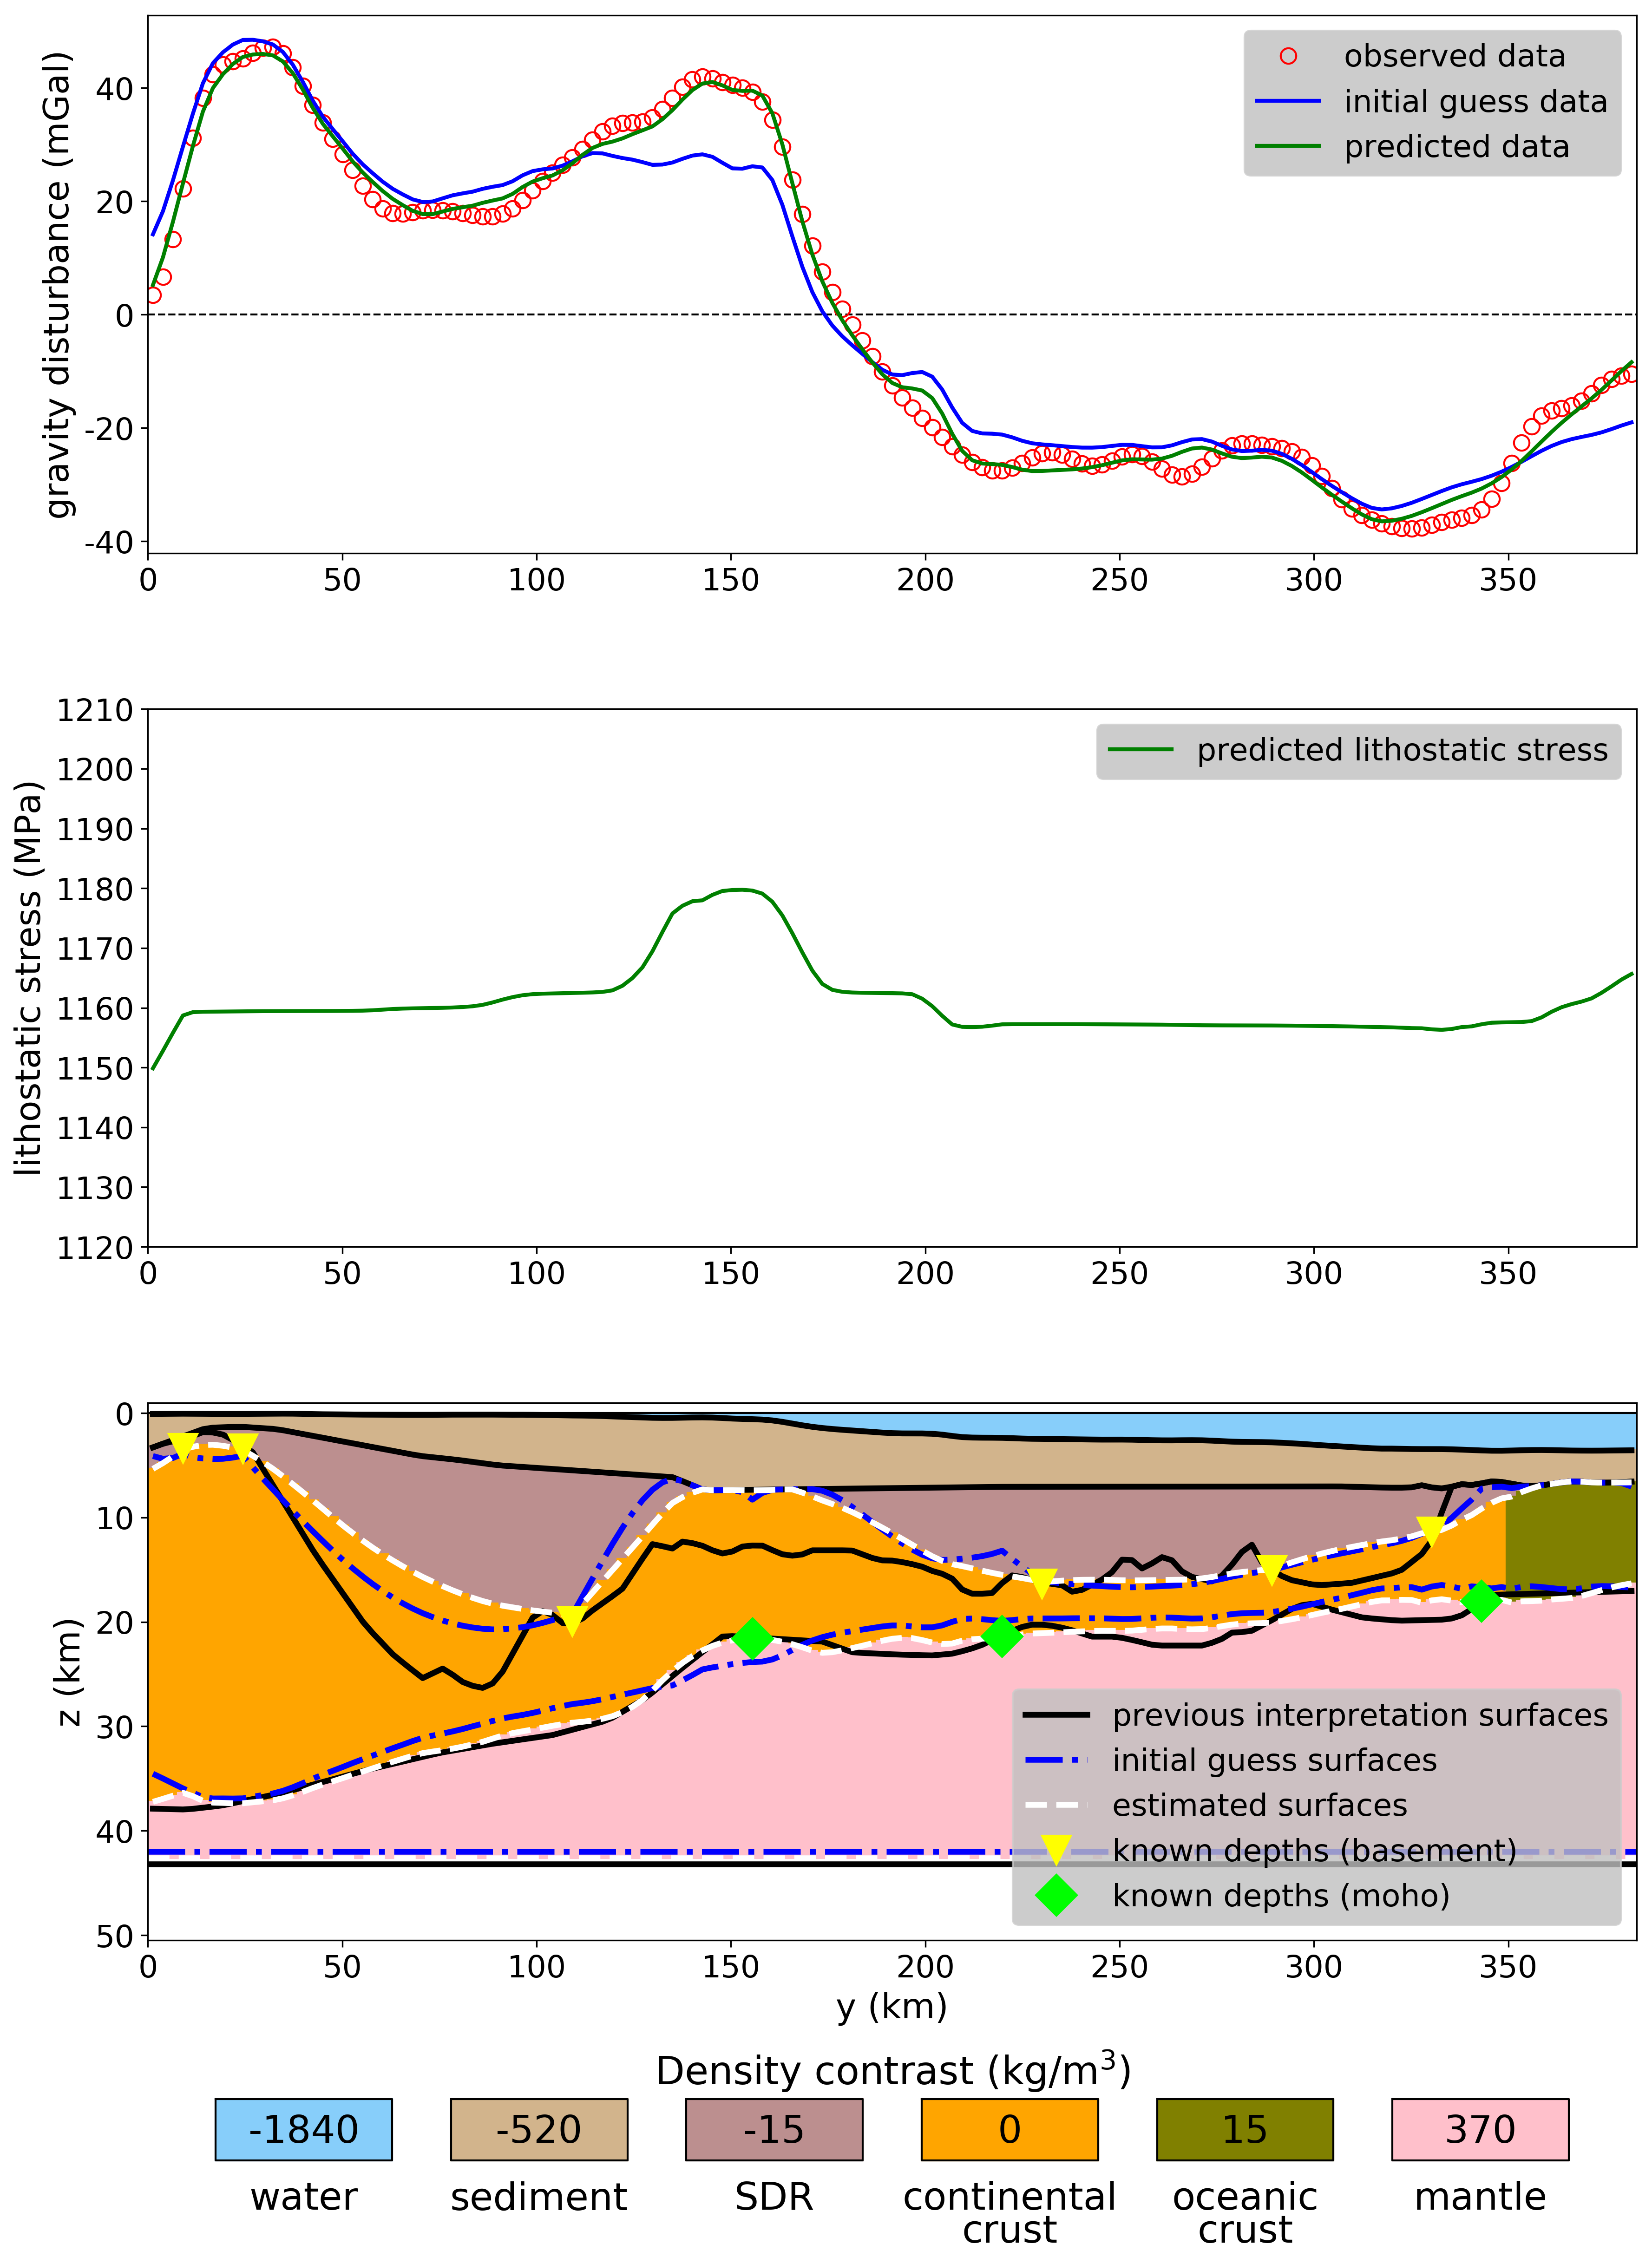 observed data
initial guess data
predicted data
gravity disturbance (mGal)
40
20
0
-20
-40
0 50 100 150 200 250 300 350
predicted lithostatic stress
lithostatic stress (MPa)
1210
1200
1190
1180
1170
1160
1150
1140
1130
1120
0 50 100 150 200 250 300 350
z (km)
0
10
20
30
40
50
previous interpretation surfaces
initial guess surfaces
estimated surfaces
known depths (basement)
known depths (moho)
0 50 100 150 200 250 300 350
y (km)
Density contrast (kg/m³)
-1840 -520 -15 0 15 370
water sediment SDR continental oceanic mantle
crust crust